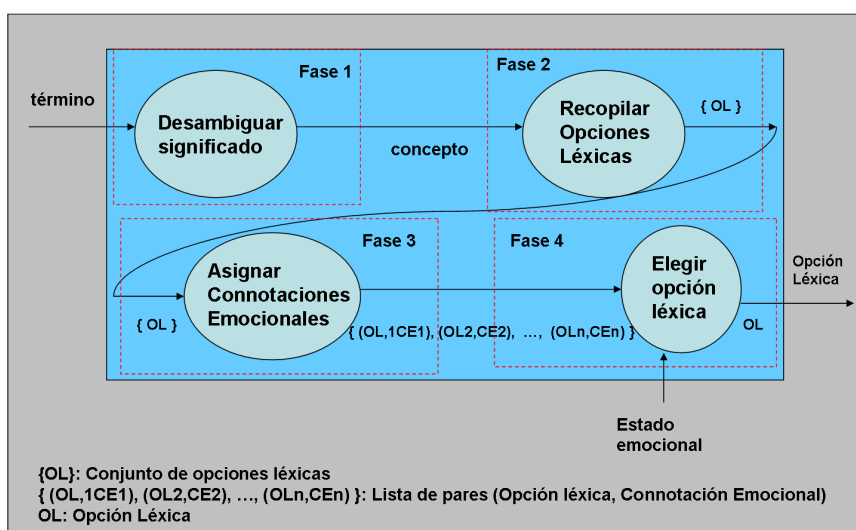 Fase 1
Fase 2
término
Desambiguar
significado
concepto
Recopilar
Opciones
Léxicas
{ OL }
Fase 3
Fase 4
Asignar
Connotaciones
Emocionales
{ OL }
{ (OL,1CE1), (OL2,CE2), …, (OLn,CEn) }
Elegir
opción
léxica
OL
Opción
Léxica
Estado
emocional
{OL}: Conjunto de opciones léxicas
{ (OL,1CE1), (OL2,CE2), …, (OLn,CEn) }: Lista de pares (Opción léxica, Connotación Emocional)
OL: Opción Léxica